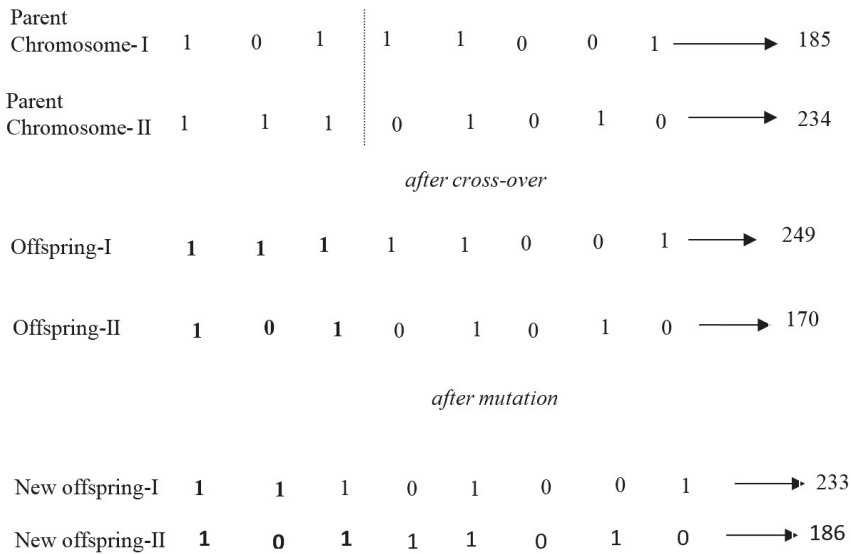 Parent
Chromosome- I 1 0 1 1 1 0 0 1 185
Parent
Chromosome- II 1 1 1 0 1 0 1 0 234
after cross-over
Offspring-I 1 1 1 1 1 0 0 1 249
Offspring-II 1 0 1 0 1 0 1 0 170
after mutation
New offspring-I 1 1 1 0 1 0 0 1 233
New offspring-II 1 0 1 1 1 0 1 0 186